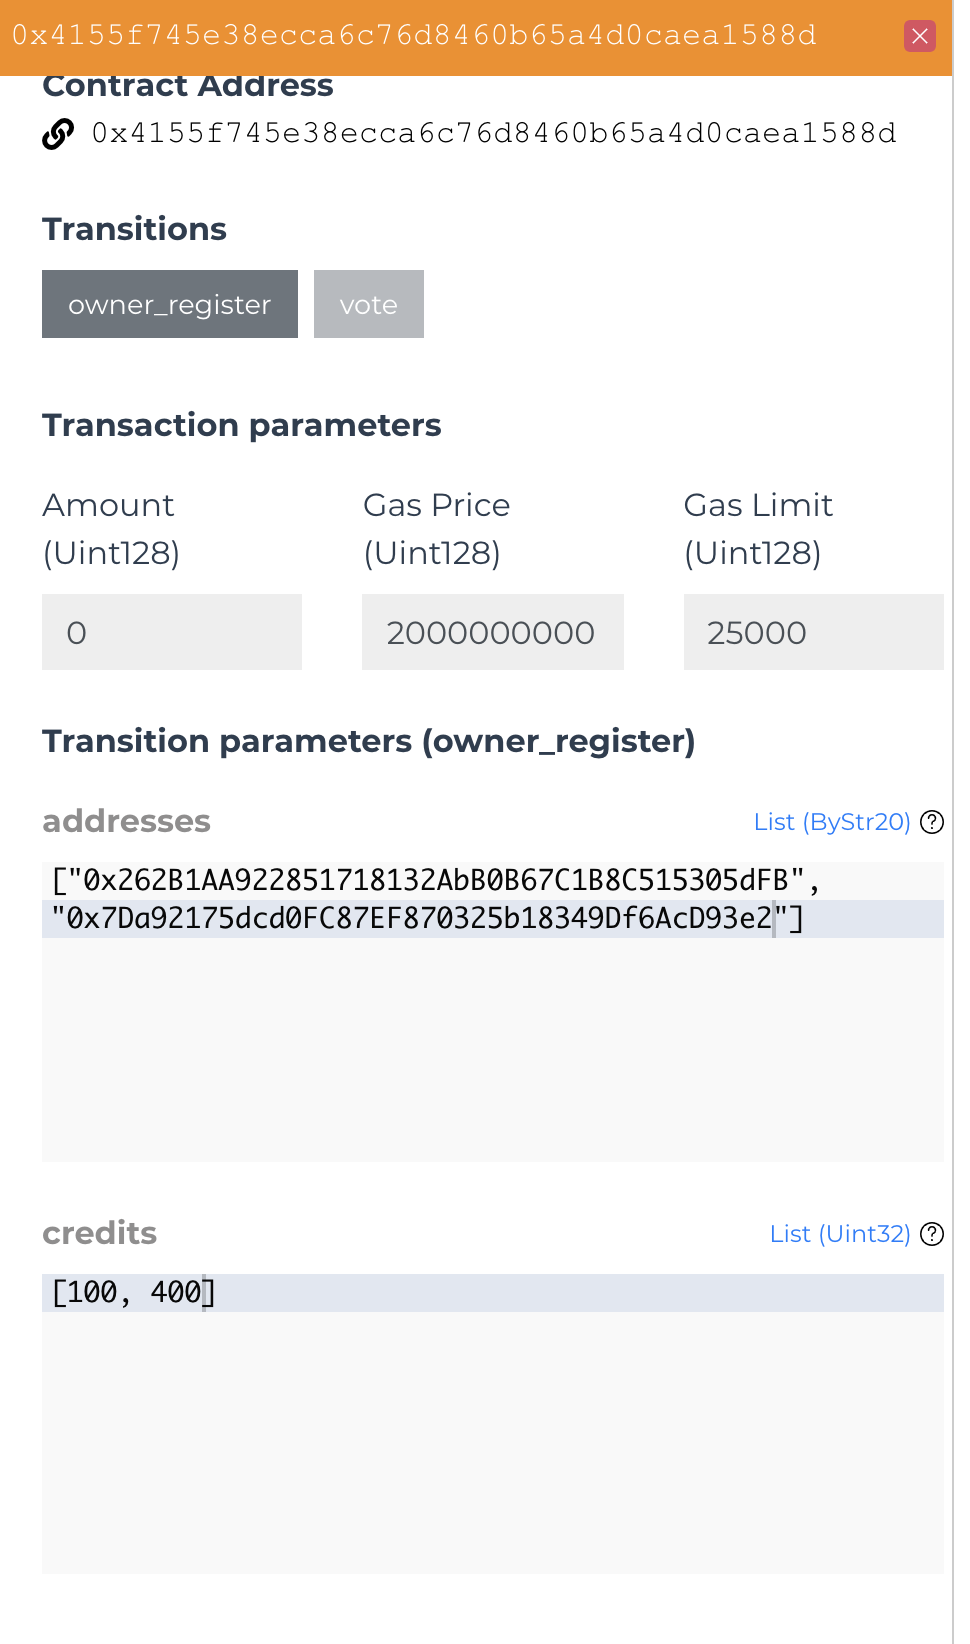 0x4155f745e38ecca6c76d8460b65a4d0caea1588d
Contract Address
0x4155f745e38ecca6c76d8460b65a4d0caea1588d
Transitions
owner_register vote
Transaction parameters
Amount (Uint128)
Gas Price (Uint128)
Gas Limit (Uint128)
0 2000000000 25000
Transition parameters (owner_register)
addresses List (ByStr20) ?
["0x262B1AA922851718132AbB0B67C1B8C515305dFB",
"0x7Da92175dcd0FC87EF870325b18349Df6AcD93e2"]
credits List (Uint32) ?
[100, 400]